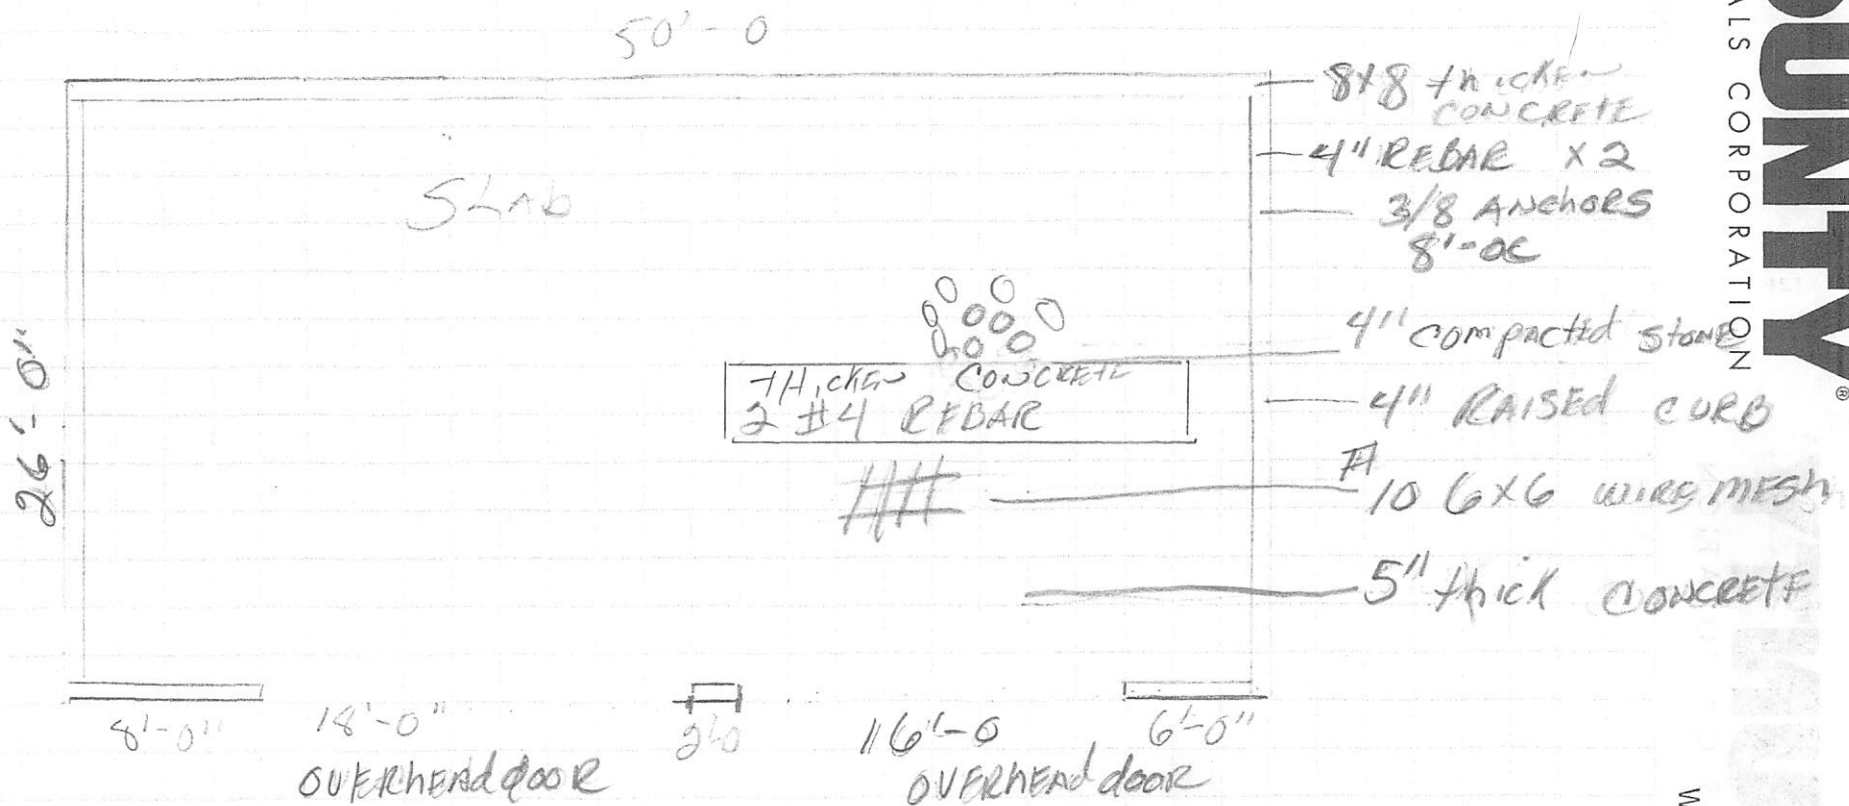 50'-0
8x8 thicken
CONCRETE
4" REBAR X2
3/8 ANChORS
8'-OC
SLAb
4" compacted stone
tHicken CONCRETE
2 #4 REBAR
4" RAISEd CURB
#10 6x6 wire mesh
5" thick CONCRETE
26'-0"
8'-0"
18'-0"
OVERhEAd dooR
2'-0
16'-0
OVERhEAd dooR
6'-0"
OUNTY®
ALS CORPORATION